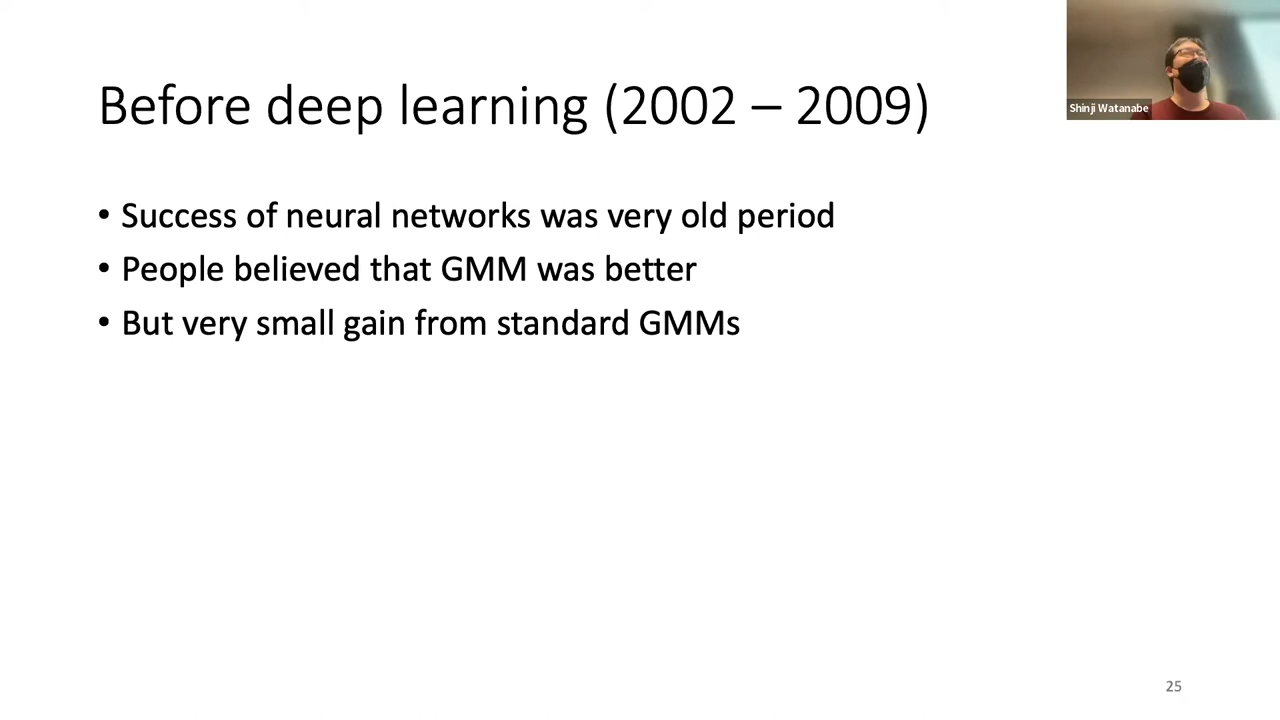 Before deep learning (2002 – 2009)
Shinji Watanabe
• Success of neural networks was very old period
• People believed that GMM was better
• But very small gain from standard GMMs
25